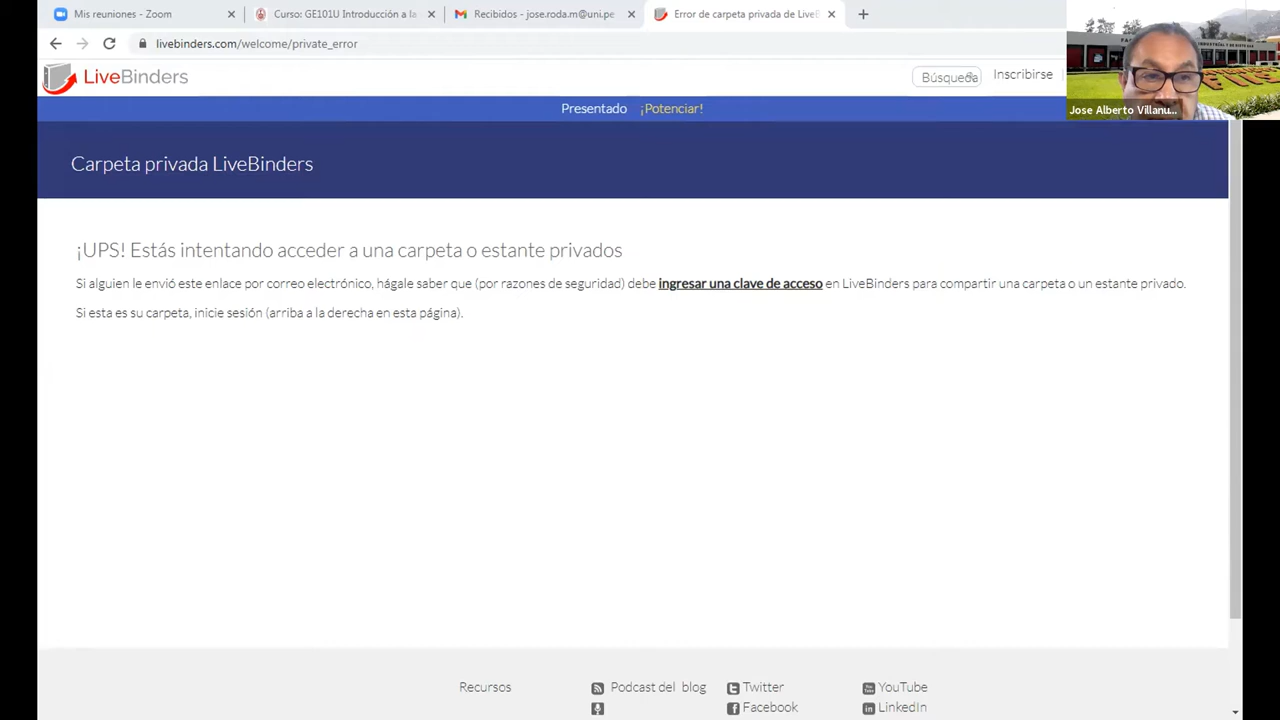 Mis reuniones - Zoom
Curso: GE101U Introducción a la
Recibidos - jose.roda.m@uni.pe
Error de carpeta privada de LiveB
livebinders.com/welcome/private_error
LiveBinders
Búsqueda
Inscribirse
INDUSTRIAL Y DE SISTEMAS
Jose Alberto Villanu...
Presentado ¡Potenciar!
Carpeta privada LiveBinders
¡UPS! Estás intentando acceder a una carpeta o estante privados
Si alguien le envió este enlace por correo electrónico, hágale saber que (por razones de seguridad) debe ingresar una clave de acceso en LiveBinders para compartir una carpeta o un estante privado.
Si esta es su carpeta, inicie sesión (arriba a la derecha en esta página).
Recursos
Podcast del blog
Twitter
YouTube
Facebook
LinkedIn